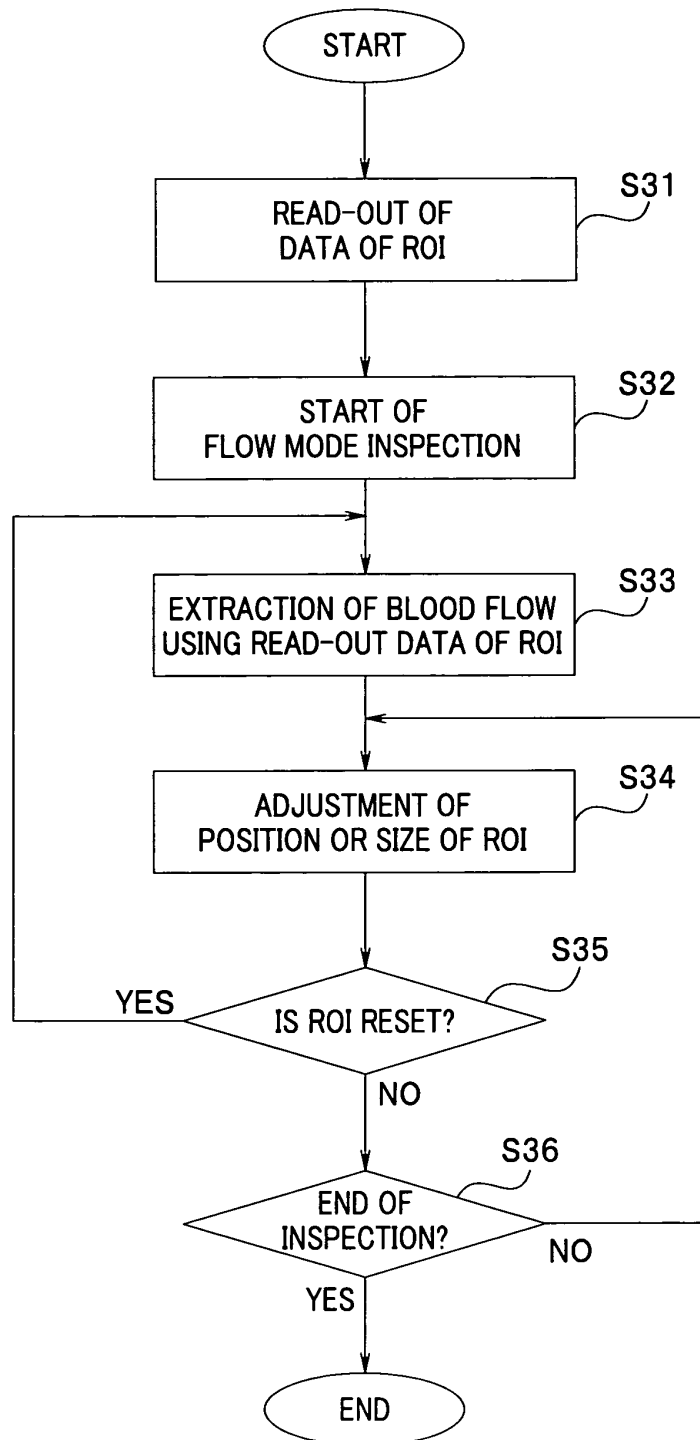 START
S31
READ-OUT OF
DATA OF ROI
S32
START OF
FLOW MODE INSPECTION
S33
EXTRACTION OF BLOOD FLOW
USING READ-OUT DATA OF ROI
S34
ADJUSTMENT OF
POSITION OR SIZE OF ROI
S35
YES
IS ROI RESET?
NO
S36
END OF
INSPECTION?
NO
YES
END